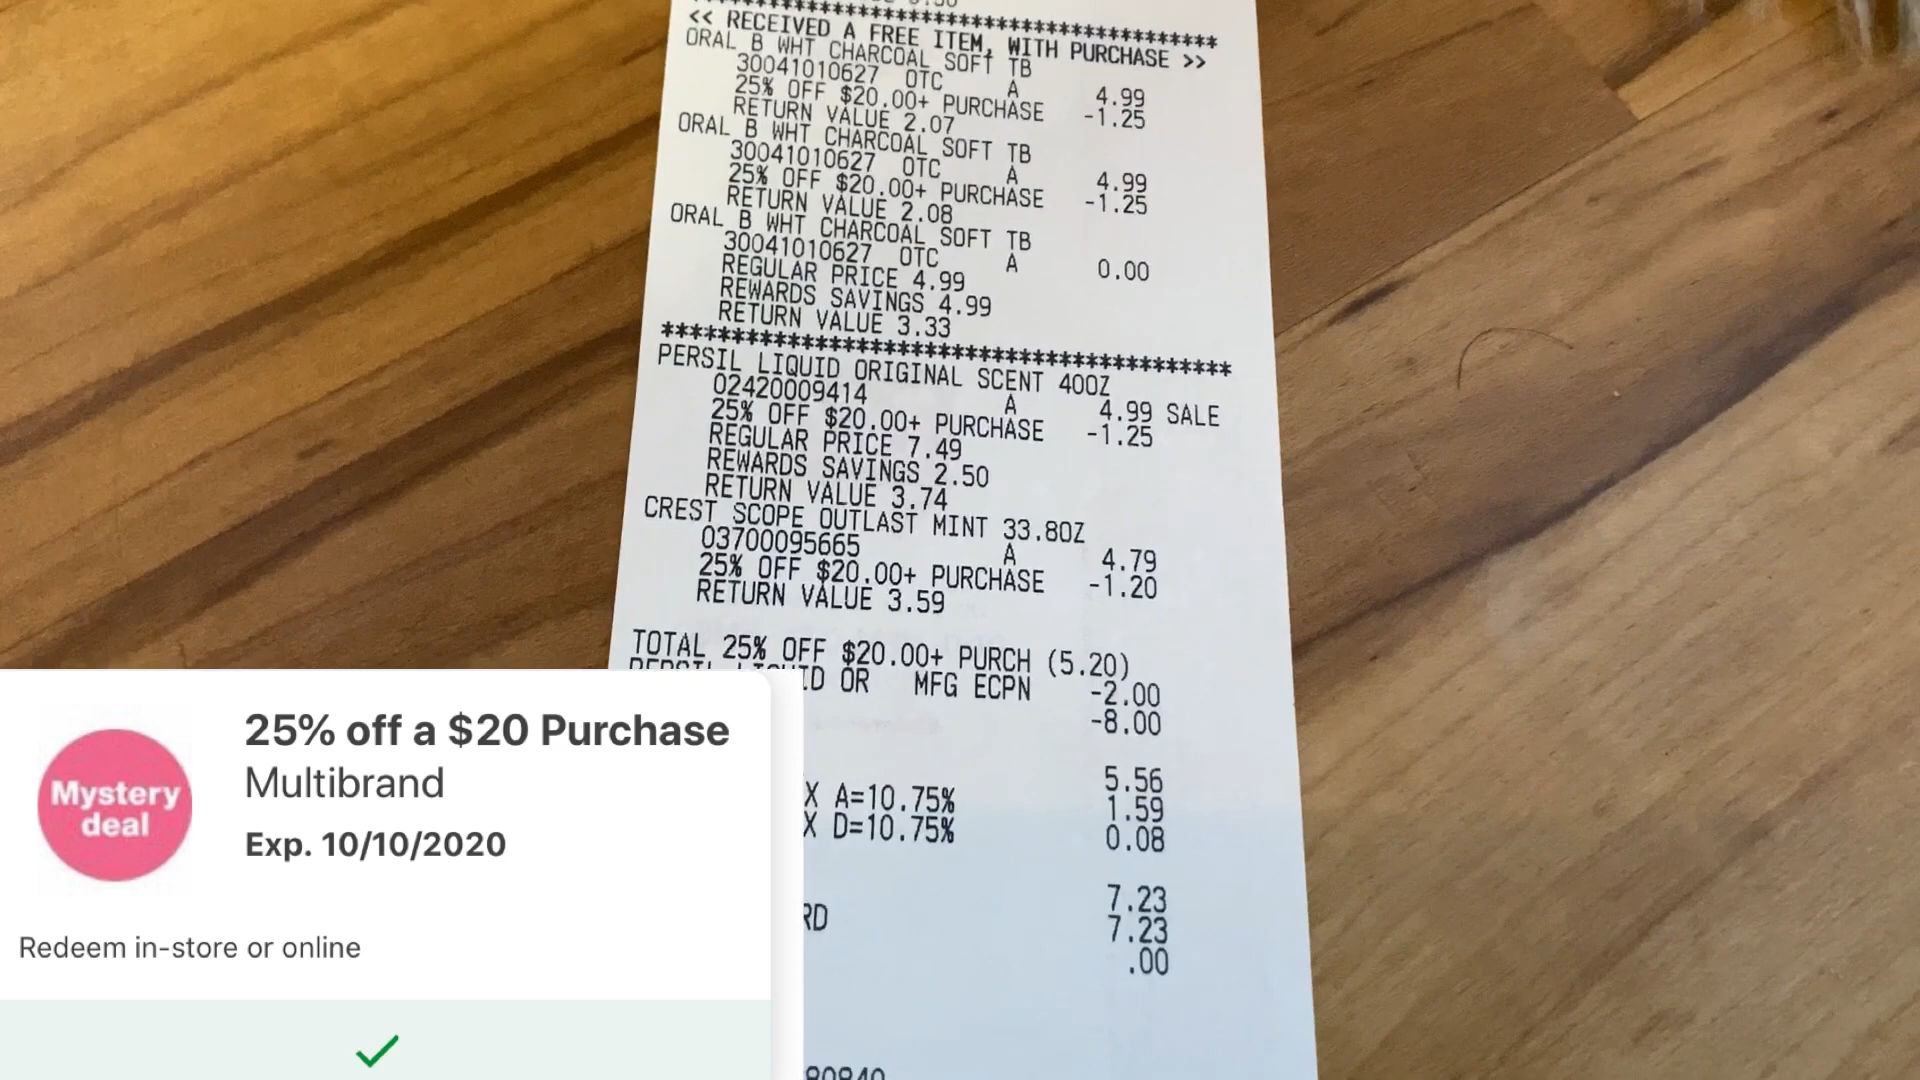 << RECEIVED A FREE ITEM, WITH PURCHASE >>
ORAL B WHT CHARCOAL SOFT TB
30041010627 OTC A 4.99
25% OFF $20.00+ PURCHASE -1.25
RETURN VALUE 2.07
ORAL B WHT CHARCOAL SOFT TB
30041010627 OTC A 4.99
25% OFF $20.00+ PURCHASE -1.25
RETURN VALUE 2.08
ORAL B WHT CHARCOAL SOFT TB
30041010627 OTC A 0.00
REGULAR PRICE 4.99
REWARDS SAVINGS 4.99
RETURN VALUE 3.33
****************************************
PERSIL LIQUID ORIGINAL SCENT 40OZ
02420009414 A 4.99 SALE
25% OFF $20.00+ PURCHASE -1.25
REGULAR PRICE 7.49
REWARDS SAVINGS 2.50
RETURN VALUE 3.74
CREST SCOPE OUTLAST MINT 33.8OZ
03700095665 A 4.79
25% OFF $20.00+ PURCHASE -1.20
RETURN VALUE 3.59
TOTAL 25% OFF $20.00+ PURCH (5.20)
OR MFG ECPN -2.00
-8.00
5.56
X A=10.75% 1.59
X D=10.75% 0.08
7.23
RD 7.23
.00
Mystery
deal
25% off a $20 Purchase
Multibrand
Exp. 10/10/2020
Redeem in-store or online